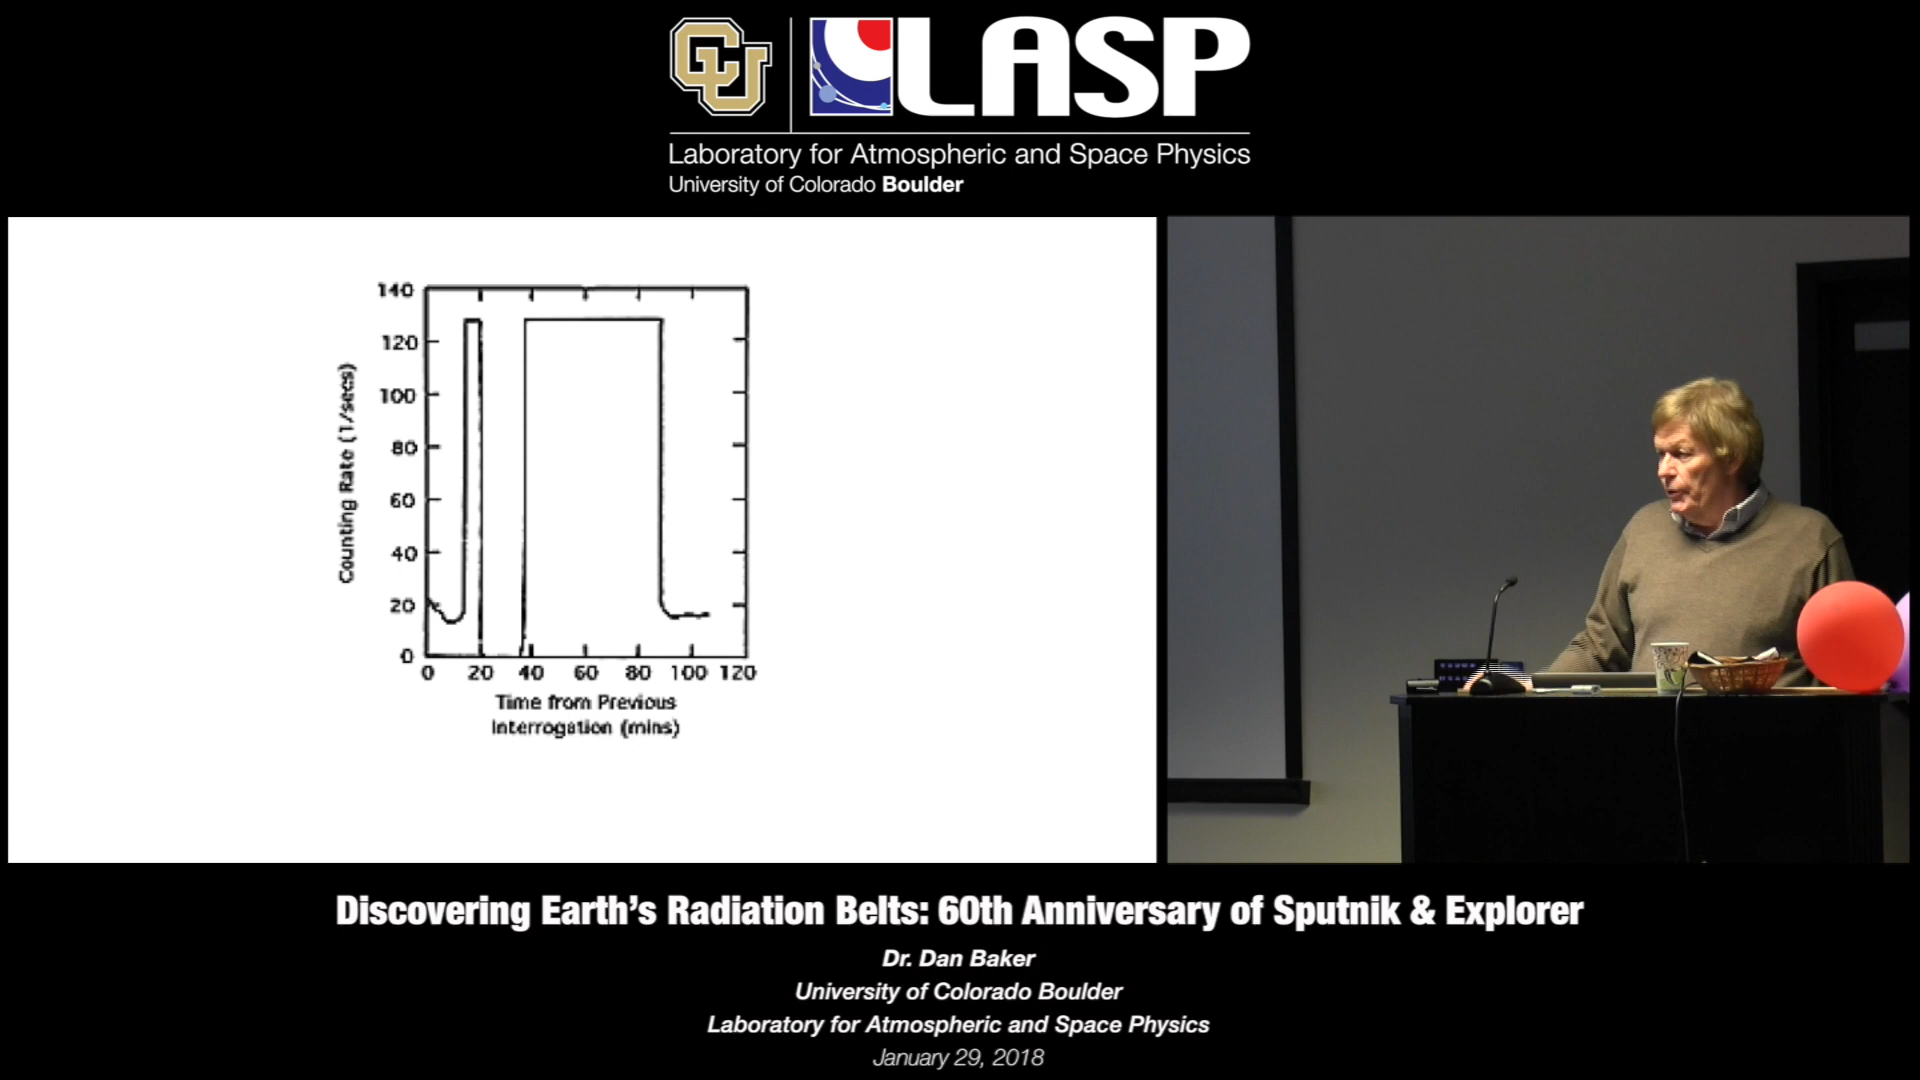 CU
LASP
Laboratory for Atmospheric and Space Physics
University of Colorado Boulder
140
120
100
80
60
40
20
0
Counting Rate (1/secs)
0 20 40 60 80 100 120
Time from Previous
Interrogation (mins)
Discovering Earth's Radiation Belts: 60th Anniversary of Sputnik & Explorer
Dr. Dan Baker
University of Colorado Boulder
Laboratory for Atmospheric and Space Physics
January 29, 2018